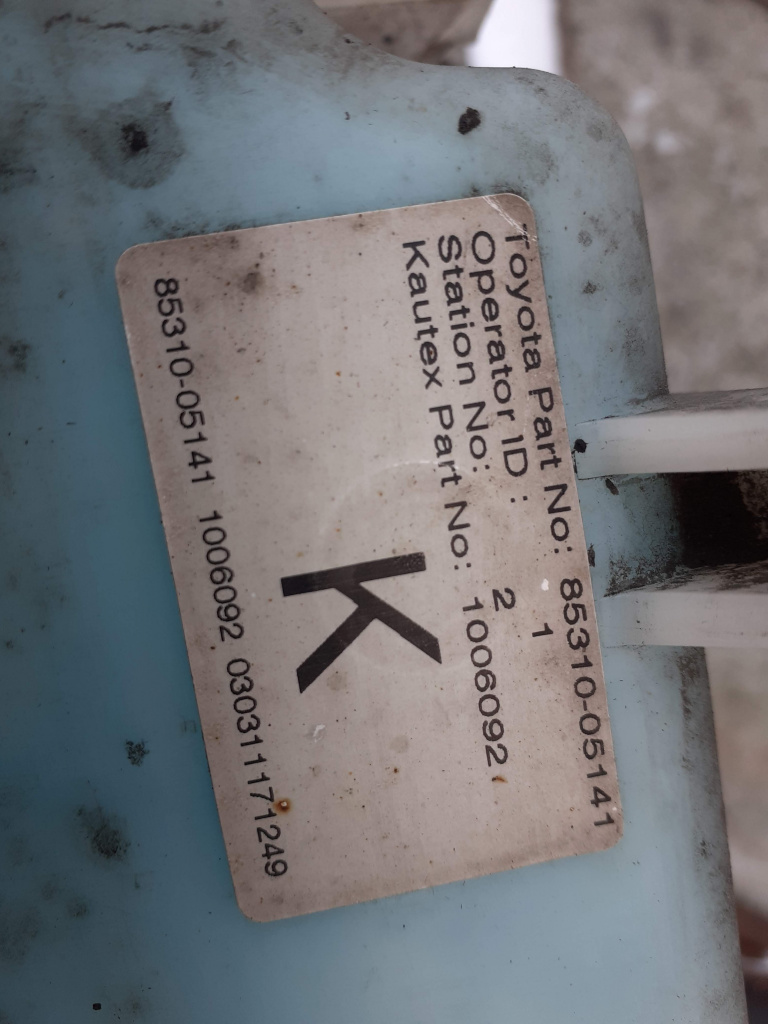 Toyota Part No: 85310-05141
Operator ID : 1
Station No: 2
Kautex Part No: 1006092
K
85310-05141 1006092 030311171249